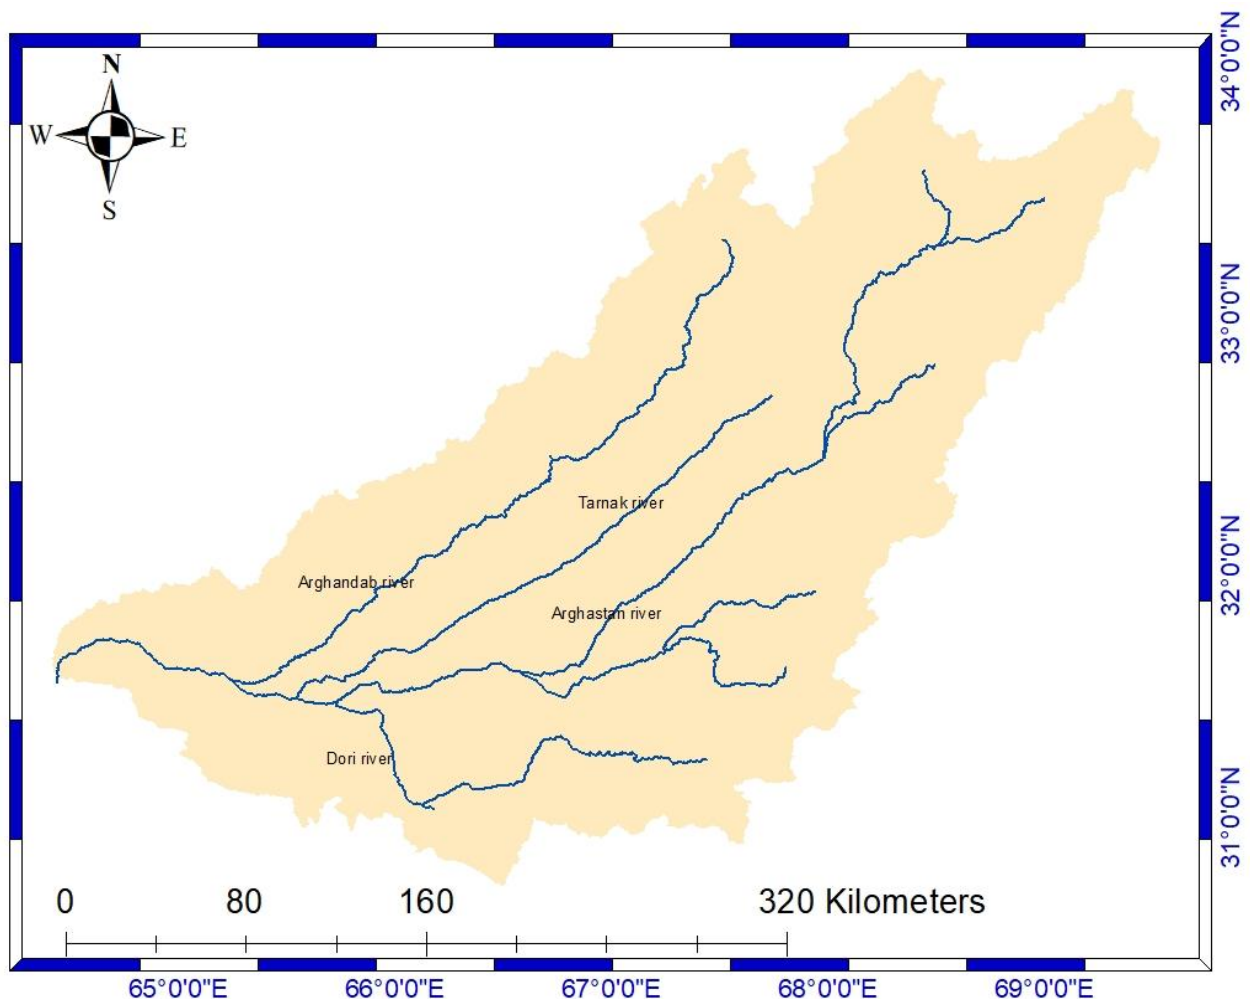 N
W E
S
34°0'0"N
33°0'0"N
Tarnak river
32°0'0"N
Arghandab river
Arghastan river
Dori river
31°0'0"N
0 80 160 320 Kilometers
65°0'0"E 66°0'0"E 67°0'0"E 68°0'0"E 69°0'0"E